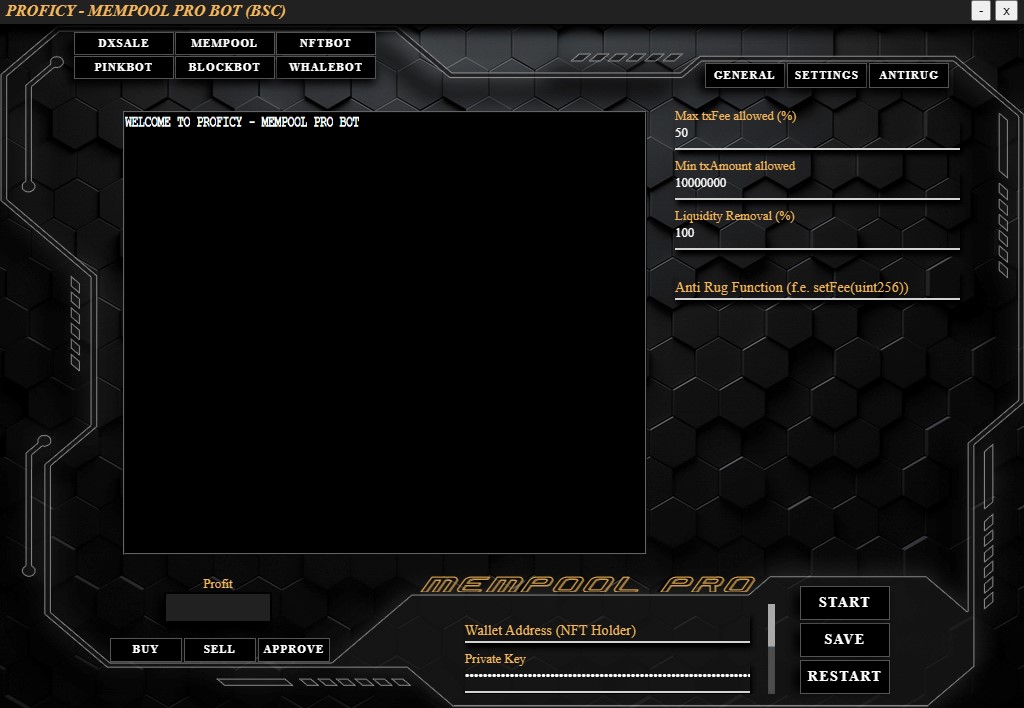 PROFICY - MEMPOOL PRO BOT (BSC)
- x
DXSALE MEMPOOL NFTBOT
PINKBOT BLOCKBOT WHALEBOT
GENERAL SETTINGS ANTIRUG
WELCOME TO PROFICY - MEMPOOL PRO BOT
Max txFee allowed (%)
50
Min txAmount allowed
10000000
Liquidity Removal (%)
100
Anti Rug Function (f.e. setFee(uint256))
Profit
BUY SELL APPROVE
MEMPOOL PRO
Wallet Address (NFT Holder)
Private Key
START
SAVE
RESTART